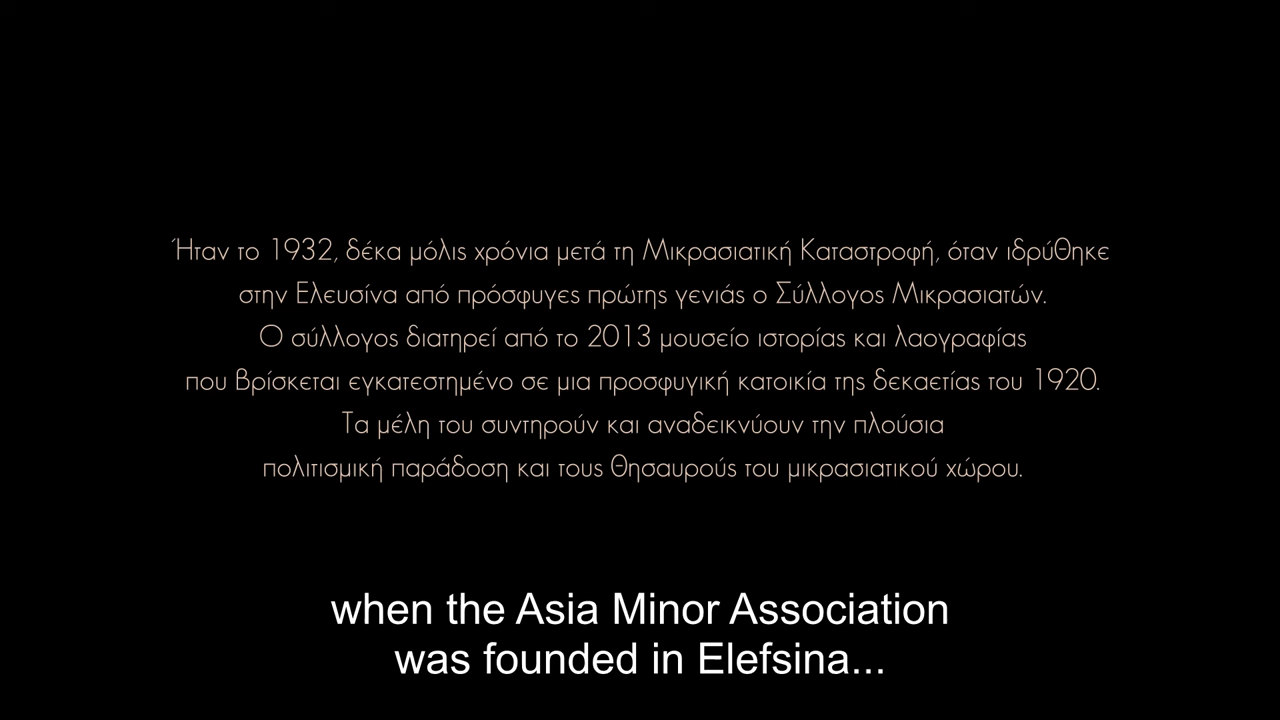 Ήταν το 1932, δέκα μόλις χρόνια μετά τη Μικρασιατική Καταστροφή, όταν ιδρύθηκε
στην Ελευσίνα από πρόσφυγες πρώτης γενιάς ο Σύλλογος Μικρασιατών.
Ο σύλλογος διατηρεί από το 2013 μουσείο ιστορίας και λαογραφίας
που βρίσκεται εγκατεστημένο σε μια προσφυγική κατοικία της δεκαετίας του 1920.
Τα μέλη του συντηρούν και αναδεικνύουν την πλούσια
πολιτισμική παράδοση και τους θησαυρούς του μικρασιατικού χώρου.
when the Asia Minor Association
was founded in Elefsina...